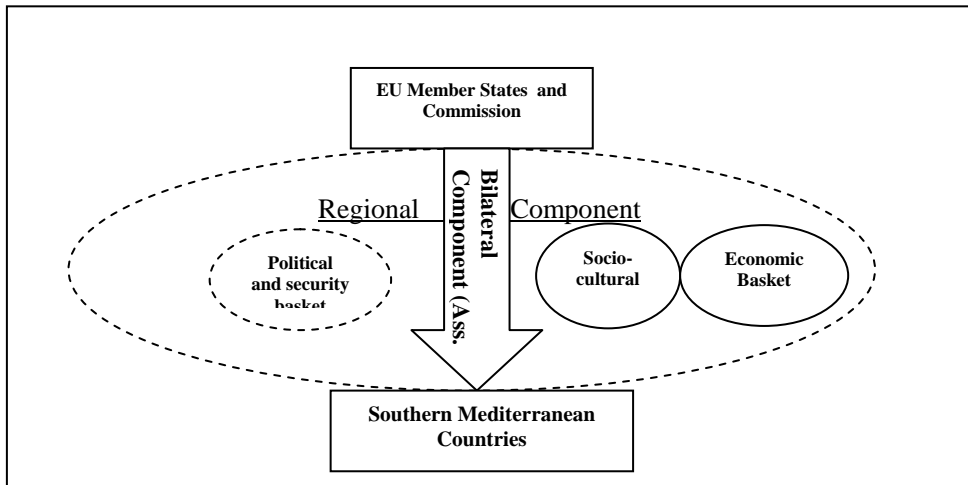 EU Member States and
Commission
Bilateral
Component (Ass.
Regional Component
Political
and security
basket
Socio-
cultural
Economic
Basket
Southern Mediterranean
Countries